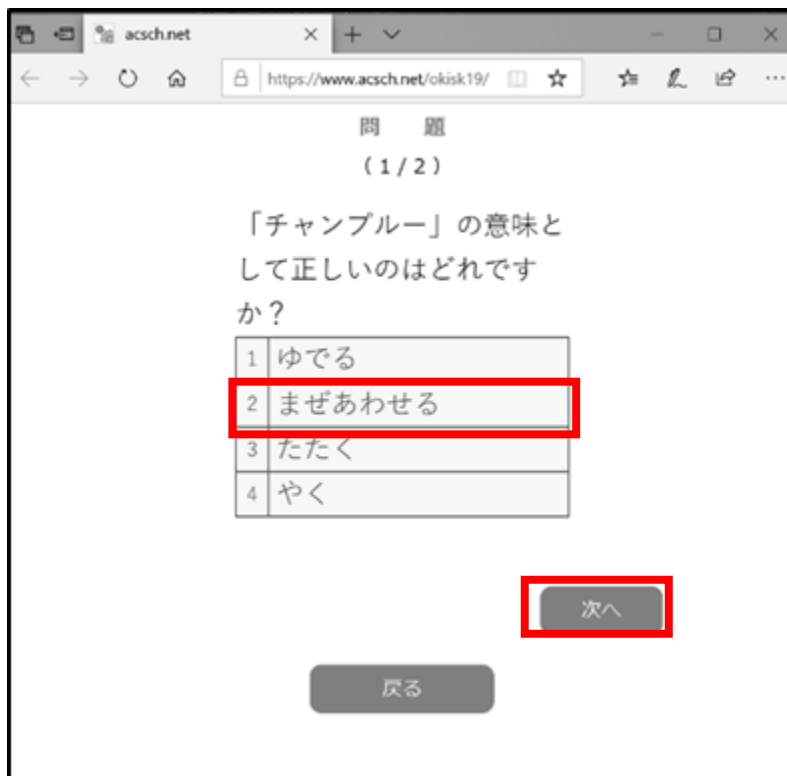 acsch.net
https://www.acsch.net/okisk19/
問 題
(1/2)
「チャンプルー」の意味と
して正しいのはどれです
か?
1 ゆでる
2 まぜあわせる
3 たたく
4 やく
次へ
戻る